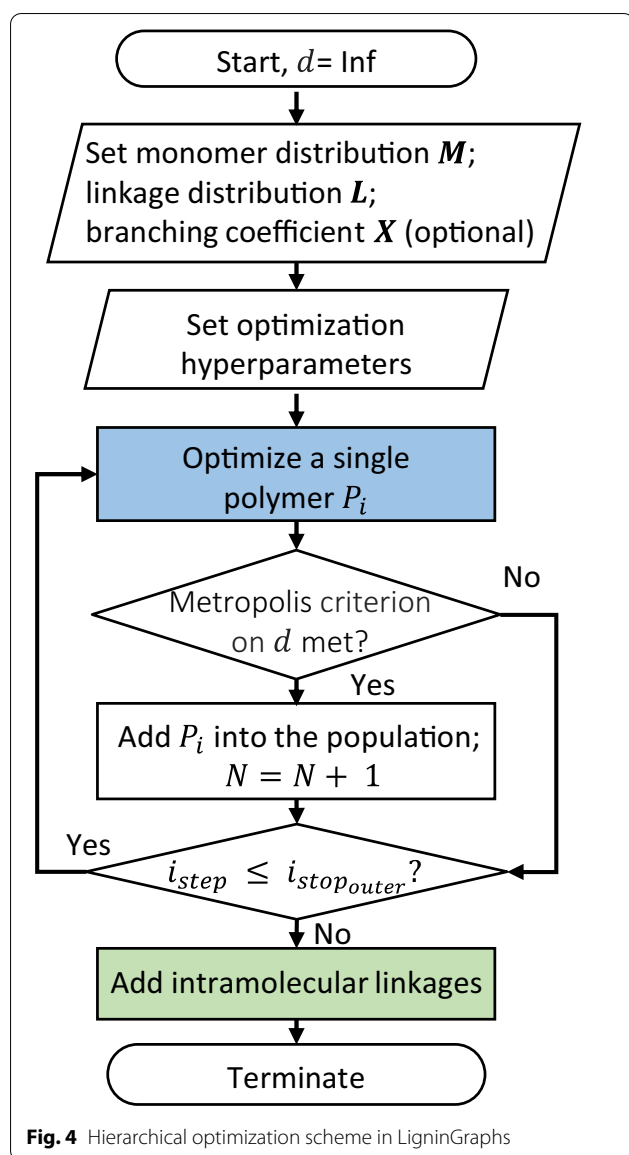 Start, d= Inf
Set monomer distribution M;
linkage distribution L;
branching coefficient X (optional)
Set optimization
hyperparameters
Optimize a single
polymer P_i
Metropolis criterion
on d met?
No
Yes
Add P_i into the population;
N = N + 1
Yes
i_step ≤ i_stop_outer?
No
Add intramolecular linkages
Terminate
Fig. 4 Hierarchical optimization scheme in LigninGraphs